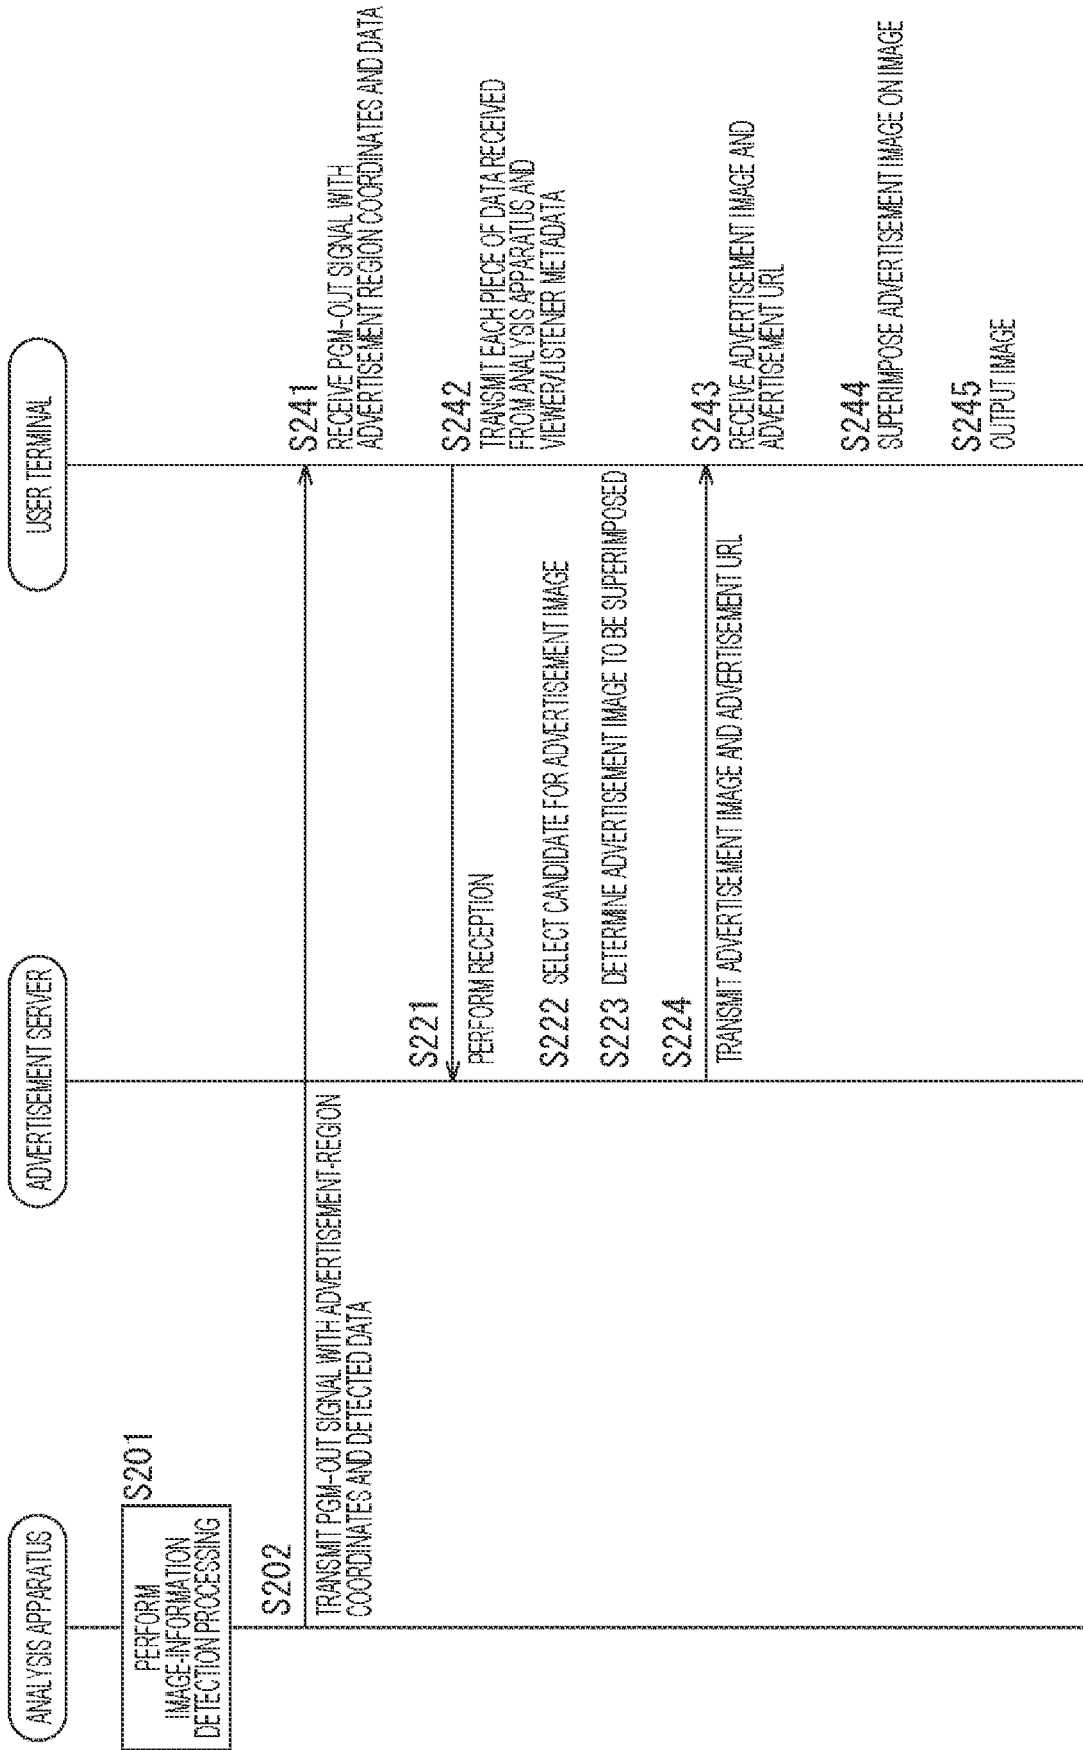 ANALYSIS APPARATUS
ADVERTISEMENT SERVER
USER TERMINAL
S201
PERFORM
IMAGE-INFORMATION
DETECTION PROCESSING
S202
TRANSMIT PGM-OUT SIGNAL WITH ADVERTISEMENT-REGION
COORDINATES AND DETECTED DATA
S241
RECEIVE PGM-OUT SIGNAL WITH
ADVERTISEMENT REGION COORDINATES AND DATA
S242
TRANSMIT EACH PIECE OF DATA RECEIVED
FROM ANALYSIS APPARATUS AND
VIEWER/LISTENER METADATA
S221
PERFORM RECEPTION
S222 SELECT CANDIDATE FOR ADVERTISEMENT IMAGE
S223 DETERMINE ADVERTISEMENT IMAGE TO BE SUPERIMPOSED
S224
TRANSMIT ADVERTISEMENT IMAGE AND ADVERTISEMENT URL
S243
RECEIVE ADVERTISEMENT IMAGE AND
ADVERTISEMENT URL
S244
SUPERIMPOSE ADVERTISEMENT IMAGE ON IMAGE
S245
OUTPUT IMAGE